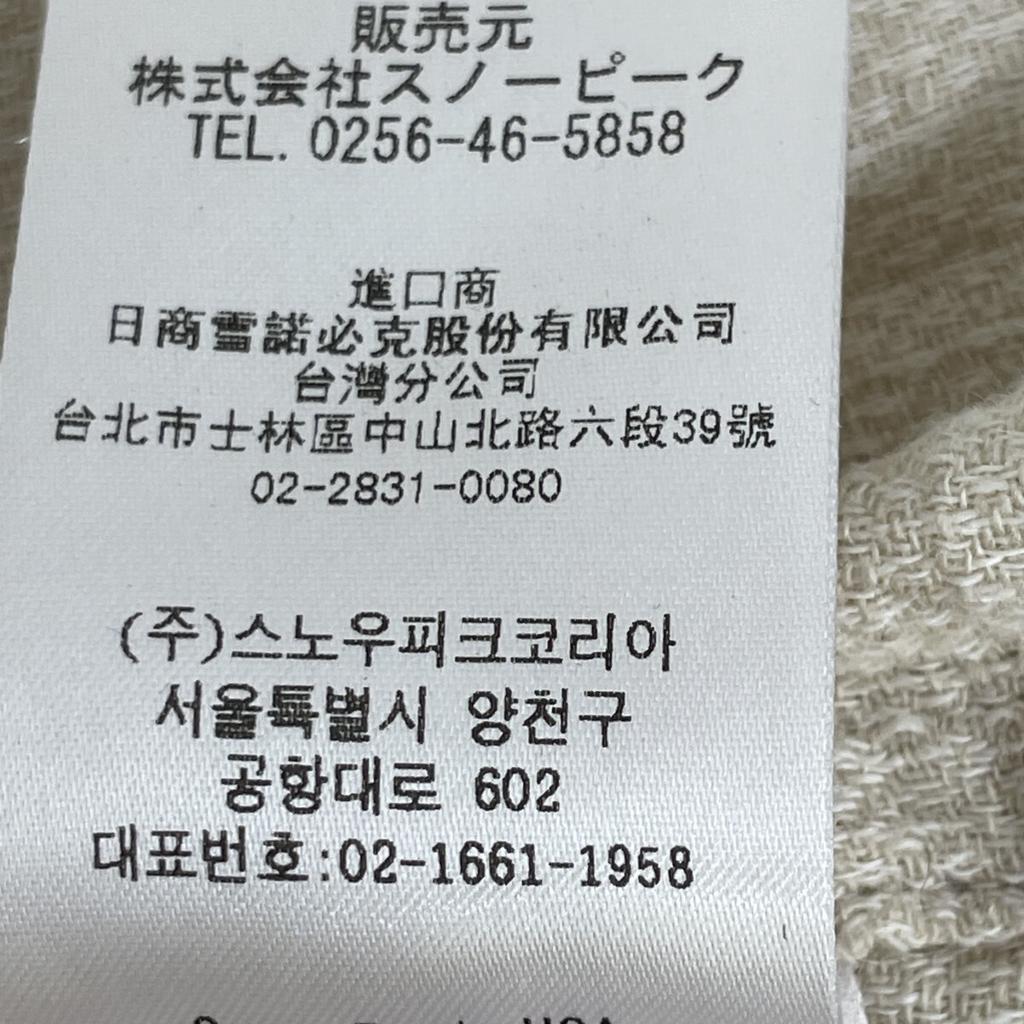 販売元
株式会社スノーピーク
TEL. 0256-46-5858
進口商
日商雪諾必克股份有限公司
台灣分公司
台北市士林區中山北路六段39號
02-2831-0080
(주)스노우피크코리아
서울특별시 양천구
공항대로 602
대표번호:02-1661-1958